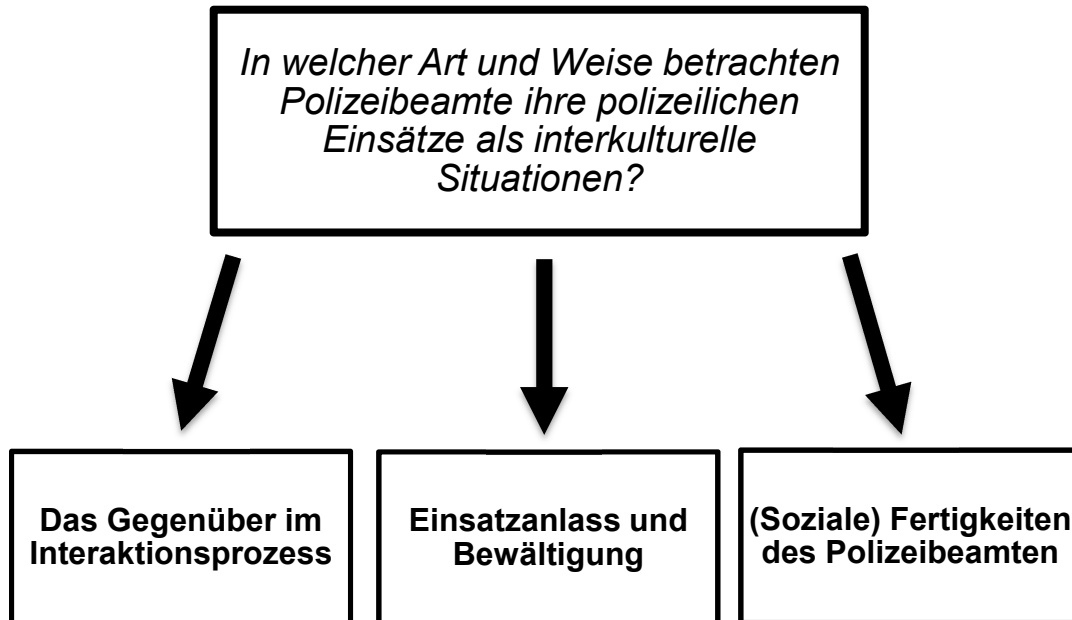 In welcher Art und Weise betrachten
Polizeibeamte ihre polizeilichen
Einsätze als interkulturelle
Situationen?
Das Gegenüber im
Interaktionsprozess
Einsatzanlass und
Bewältigung
(Soziale) Fertigkeiten
des Polizeibeamten